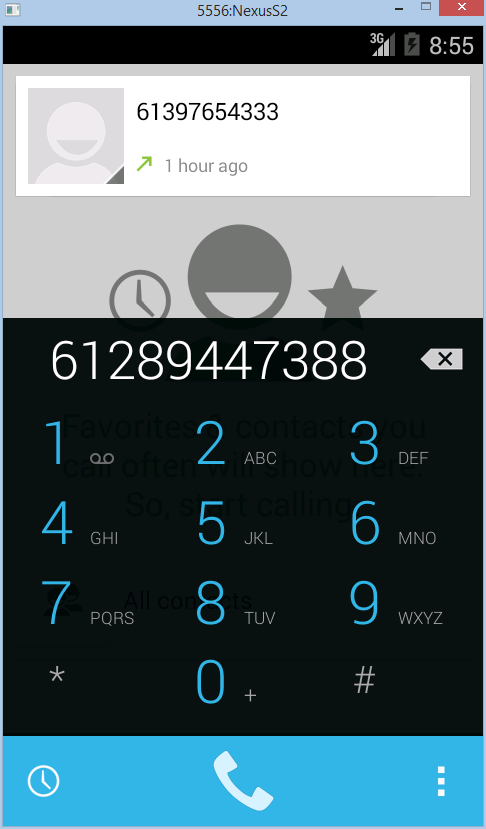 5556:NexusS2
3G 8:55
61397654333
1 hour ago
61289447388
1 2 ABC 3 DEF
Favorites & contacts you
call often will show here.
So, start calling.
4 GHI 5 JKL 6 MNO
7 PQRS 8 TUV 9 WXYZ
All contacts
* 0 + #